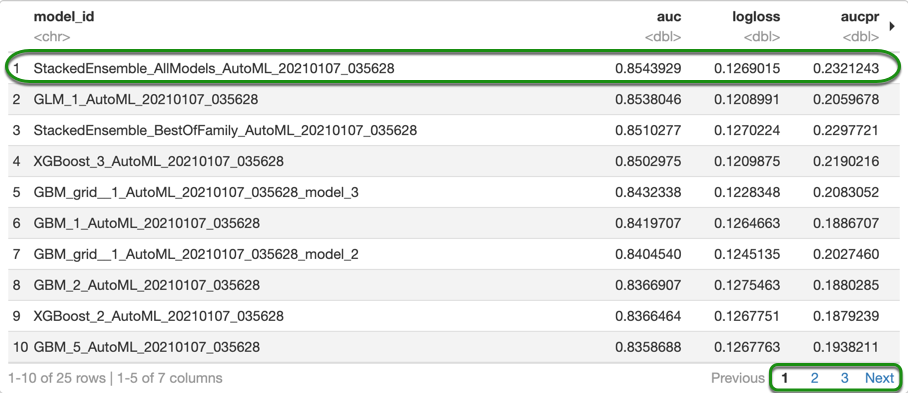 model_id auc logloss aucpr
<chr> <dbl> <dbl> <dbl>
1 StackedEnsemble_AllModels_AutoML_20210107_035628 0.8543929 0.1269015 0.2321243
2 GLM_1_AutoML_20210107_035628 0.8538046 0.1208991 0.2059678
3 StackedEnsemble_BestOfFamily_AutoML_20210107_035628 0.8510277 0.1270224 0.2297721
4 XGBoost_3_AutoML_20210107_035628 0.8502975 0.1209875 0.2190216
5 GBM_grid__1_AutoML_20210107_035628_model_3 0.8432338 0.1228348 0.2083052
6 GBM_1_AutoML_20210107_035628 0.8419707 0.1264663 0.1886707
7 GBM_grid__1_AutoML_20210107_035628_model_2 0.8404540 0.1245135 0.2027460
8 GBM_2_AutoML_20210107_035628 0.8366907 0.1275463 0.1880285
9 XGBoost_2_AutoML_20210107_035628 0.8366464 0.1267751 0.1879239
10 GBM_5_AutoML_20210107_035628 0.8358688 0.1267763 0.1938211
1-10 of 25 rows | 1-5 of 7 columns Previous 1 2 3 Next